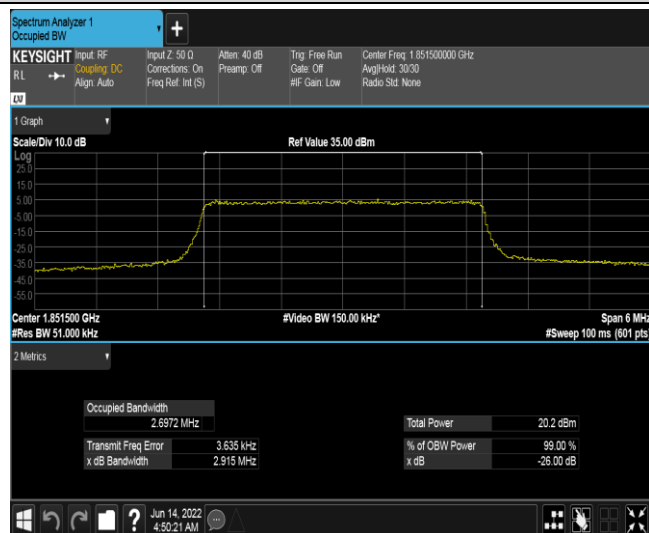 Spectrum Analyzer 1
Occupied BW
+
KEYSIGHT Input: RF Input Z: 50 Ω Atten: 40 dB Trig: Free Run Center Freq: 1.851500000 GHz
RL Coupling: DC Corrections: On Preamp: Off Gate: Off Avg|Hold: 30/30
Align: Auto Freq Ref: Int (S) #IF Gain: Low Radio Std: None
LXI
1 Graph
Scale/Div 10.0 dB Ref Value 35.00 dBm
Log
25.0
15.0
5.00
-5.00
-15.0
-25.0
-35.0
-45.0
-55.0
Center 1.851500 GHz #Video BW 150.00 kHz* Span 6 MHz
#Res BW 51.000 kHz #Sweep 100 ms (601 pts)
2 Metrics
Occupied Bandwidth
2.6972 MHz Total Power 20.2 dBm
Transmit Freq Error 3.635 kHz % of OBW Power 99.00 %
x dB Bandwidth 2.915 MHz x dB -26.00 dB
? Jun 14, 2022
4:50:21 AM